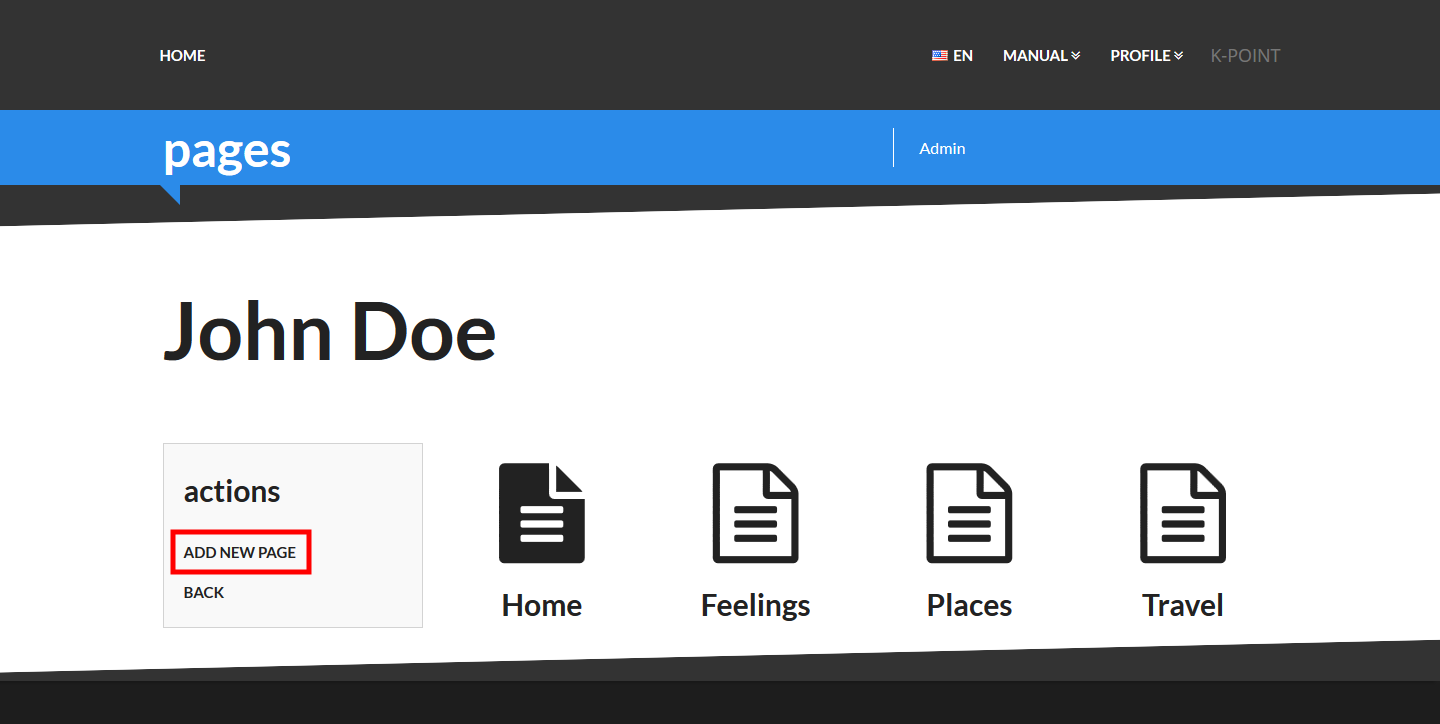 HOME EN MANUAL PROFILE K-POINT
pages Admin
John Doe
actions
ADD NEW PAGE
BACK
Home Feelings Places Travel